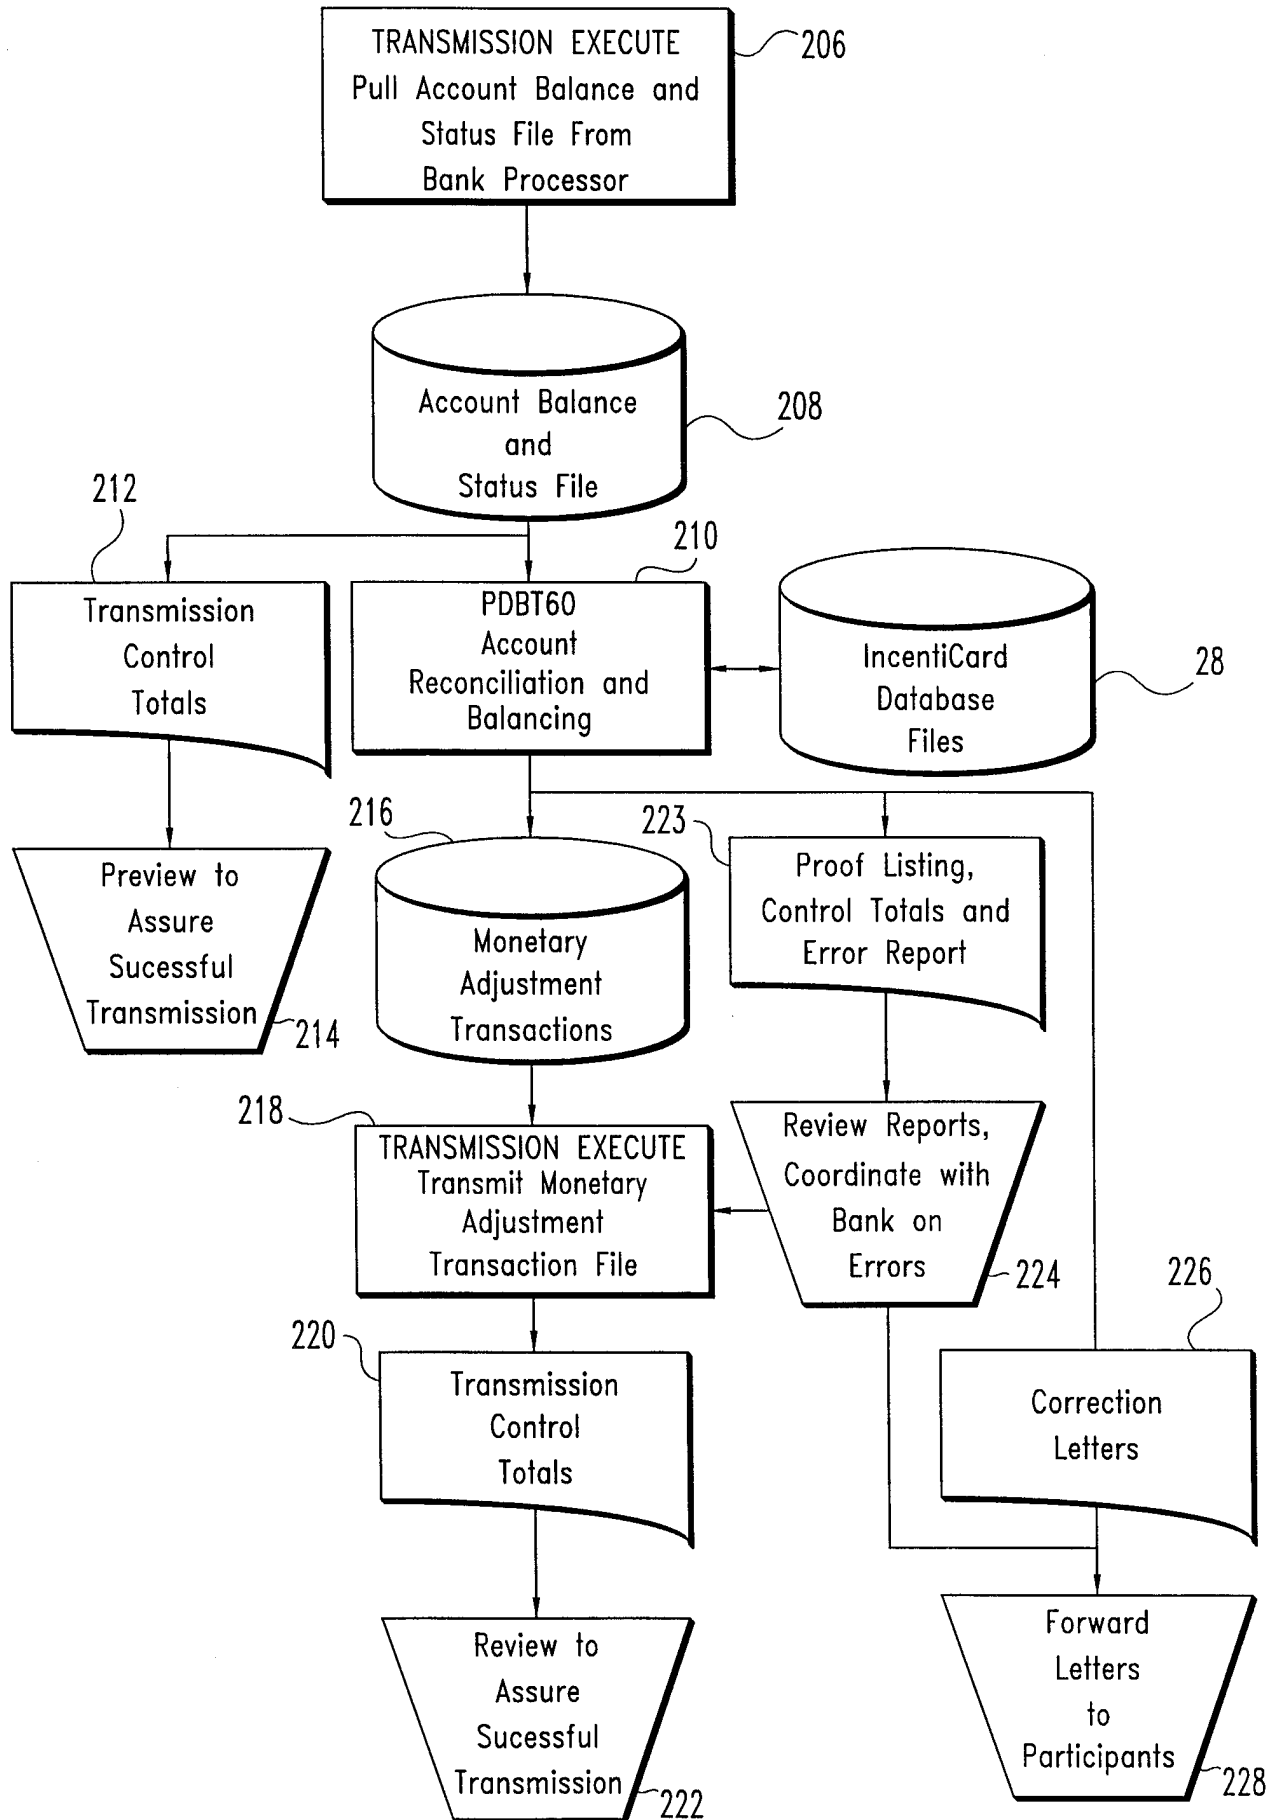 TRANSMISSION EXECUTE
Pull Account Balance and
Status File From
Bank Processor
206
Account Balance
and
Status File
208
212
Transmission
Control
Totals
210
PDBT60
Account
Reconciliation and
Balancing
IncentiCard
Database
Files
28
Preview to
Assure
Sucessful
Transmission
214
216
Monetary
Adjustment
Transactions
223
Proof Listing,
Control Totals and
Error Report
218
TRANSMISSION EXECUTE
Transmit Monetary
Adjustment
Transaction File
Review Reports,
Coordinate with
Bank on
Errors
224
226
Correction
Letters
220
Transmission
Control
Totals
Review to
Assure
Sucessful
Transmission
222
Forward
Letters
to
Participants
228